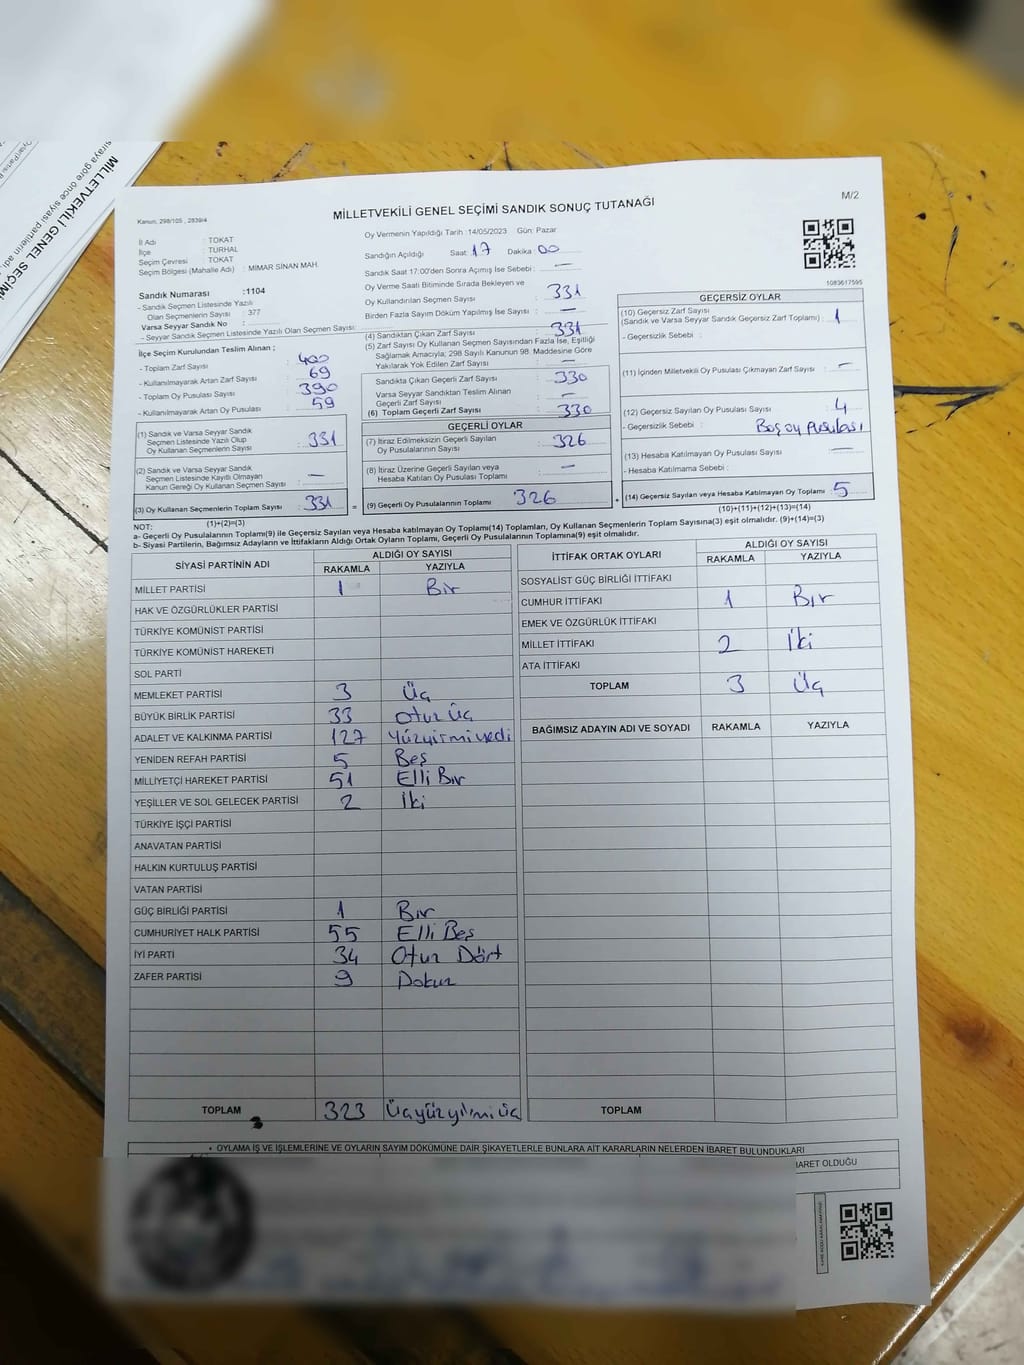 MİLLETVEKİLİ GENEL SEÇİMİ
sıraya göre önce siyasi partilerin adı,
M/2
MİLLETVEKİLİ GENEL SEÇİMİ SANDIK SONUÇ TUTANAĞI
Kanun, 298/105 , 2839/4
İl Adı : TOKAT
İlçe : TURHAL
Seçim Çevresi : TOKAT
Seçim Bölgesi (Mahalle Adı) : MİMAR SİNAN MAH.
Sandık Numarası :1104
- Sandık Seçmen Listesinde Yazılı
Olan Seçmenlerin Sayısı : 377
Varsa Seyyar Sandık No :
- Seyyar Sandık Seçmen Listesinde Yazılı Olan Seçmen Sayısı:
İlçe Seçim Kurulundan Teslim Alınan ;
- Toplam Zarf Sayısı : 400
- Kullanılmayarak Artan Zarf Sayısı : 69
- Toplam Oy Pusulası Sayısı : 390
- Kullanılmayarak Artan Oy Pusulası : 59
(1) Sandık ve Varsa Seyyar Sandık
Seçmen Listesinde Yazılı Olup
Oy Kullanan Seçmenlerin Sayısı : 331
(2) Sandık ve Varsa Seyyar Sandık
Seçmen Listesinde Kayıtlı Olmayan
Kanun Gereği Oy Kullanan Seçmen Sayısı : —
(3) Oy Kullanan Seçmenlerin Toplam Sayısı : 331
(1)+(2)=(3)
Oy Vermenin Yapıldığı Tarih :14/05/2023 Gün: Pazar
Sandığın Açıldığı Saat 17 Dakika 00
Sandık Saat 17:00'den Sonra Açımış İse Sebebi : —
Oy Verme Saati Bitiminde Sırada Bekleyen ve
Oy Kullandırılan Seçmen Sayısı : 331
Birden Fazla Sayım Döküm Yapılmış İse Sayısı : —
(4) Sandıktan Çıkan Zarf Sayısı : 331
(5) Zarf Sayısı Oy Kullanan Seçmen Sayısından Fazla İse, Eşitliği
Sağlamak Amacıyla; 298 Sayılı Kanunun 98. Maddesine Göre
Yakılarak Yok Edilen Zarf Sayısı : —
Sandıkta Çıkan Geçerli Zarf Sayısı : 330
Varsa Seyyar Sandıktan Teslim Alınan
Geçerli Zarf Sayısı : —
(6) Toplam Geçerli Zarf Sayısı : 330
GEÇERLİ OYLAR
(7) İtiraz Edilmeksizin Geçerli Sayılan
Oy Pusulalarının Sayısı : 326
(8) İtiraz Üzerine Geçerli Sayılan veya
Hesaba Katılan Oy Pusulası Toplamı : —
= (9) Geçerli Oy Pusulalarının Toplamı 326 +
1083617595
GEÇERSİZ OYLAR
(10) Geçersiz Zarf Sayısı
(Sandık ve Varsa Seyyar Sandık Geçersiz Zarf Toplamı) : 1
- Geçersizlik Sebebi :
(11) İçinden Milletvekili Oy Pusulası Çıkmayan Zarf Sayısı : —
(12) Geçersiz Sayılan Oy Pusulası Sayısı : 4
- Geçersizlik Sebebi : Boş oy Pusulası
(13) Hesaba Katılmayan Oy Pusulası Sayısı : —
- Hesaba Katılmama Sebebi :
(14) Geçersiz Sayılan veya Hesaba Katılmayan Oy Toplamı : 5
(10)+(11)+(12)+(13)=(14)
NOT:
a- Geçerli Oy Pusulalarının Toplamı(9) ile Geçersiz veya Hesaba katılmayan Oy Toplamı(14) Toplamları, Oy Kullanan Seçmenlerin Toplam Sayısına(3) eşit olmalıdır. (9)+(14)=(3)
b- Siyasi Partilerin, Bağımsız Adayların ve İttifakların Aldığı Ortak Oyların Toplamı, Geçerli Oy Pusulalarının Toplamına(9) eşit olmalıdır.
SİYASİ PARTİNİN ADI ALDIĞI OY SAYISI
RAKAMLA YAZIYLA
MİLLET PARTİSİ 1 Bir
HAK VE ÖZGÜRLÜKLER PARTİSİ
TÜRKİYE KOMÜNİST PARTİSİ
TÜRKİYE KOMÜNİST HAREKETİ
SOL PARTİ
MEMLEKET PARTİSİ 3 Üç
BÜYÜK BİRLİK PARTİSİ 33 otuz üç
ADALET VE KALKINMA PARTİSİ 127 Yüzyirmiyedi
YENİDEN REFAH PARTİSİ 5 Beş
MİLLİYETÇİ HAREKET PARTİSİ 51 Elli Bir
YEŞİLLER VE SOL GELECEK PARTİSİ 2 İki
TÜRKİYE İŞÇİ PARTİSİ
ANAVATAN PARTİSİ
HALKIN KURTULUŞ PARTİSİ
VATAN PARTİSİ
GÜÇ BİRLİĞİ PARTİSİ 1 Bir
CUMHURİYET HALK PARTİSİ 55 Elli Beş
İYİ PARTİ 34 Otuz Dört
ZAFER PARTİSİ 9 Dokuz
TOPLAM 323 Üçyüzyirmiüç
İTTİFAK ORTAK OYLARI ALDIĞI OY SAYISI
RAKAMLA YAZIYLA
SOSYALİST GÜÇ BİRLİĞİ İTTİFAKI
CUMHUR İTTİFAKI 1 Bir
EMEK VE ÖZGÜRLÜK İTTİFAKI
MİLLET İTTİFAKI 2 İki
ATA İTTİFAKI
TOPLAM 3 Üç
BAĞIMSIZ ADAYIN ADI VE SOYADI RAKAMLA YAZIYLA
TOPLAM
• OYLAMA İŞ VE İŞLEMLERİNE VE OYLARIN SAYIM DÖKÜMÜNE DAİR ŞİKAYETLERLE BUNLARA AİT KARARLARIN NELERDEN İBARET BULUNDUKLARI
BARET OLDUĞU